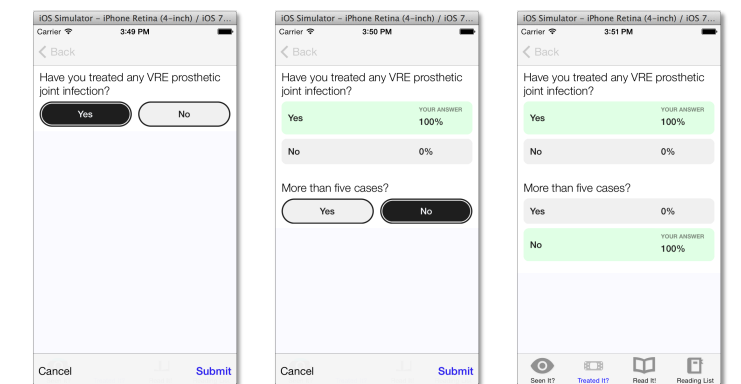 iOS Simulator – iPhone Retina (4-inch) / iOS 7...
Carrier 3:49 PM
Back
Have you treated any VRE prosthetic
joint infection?
Yes No
Cancel Submit
iOS Simulator – iPhone Retina (4-inch) / iOS 7...
Carrier 3:50 PM
Back
Have you treated any VRE prosthetic
joint infection?
YOUR ANSWER
Yes 100%
No 0%
More than five cases?
Yes No
Cancel Submit
iOS Simulator – iPhone Retina (4-inch) / iOS 7...
Carrier 3:51 PM
Back
Have you treated any VRE prosthetic
joint infection?
YOUR ANSWER
Yes 100%
No 0%
More than five cases?
Yes 0%
YOUR ANSWER
No 100%
Seen It? Treated It? Read It! Reading List